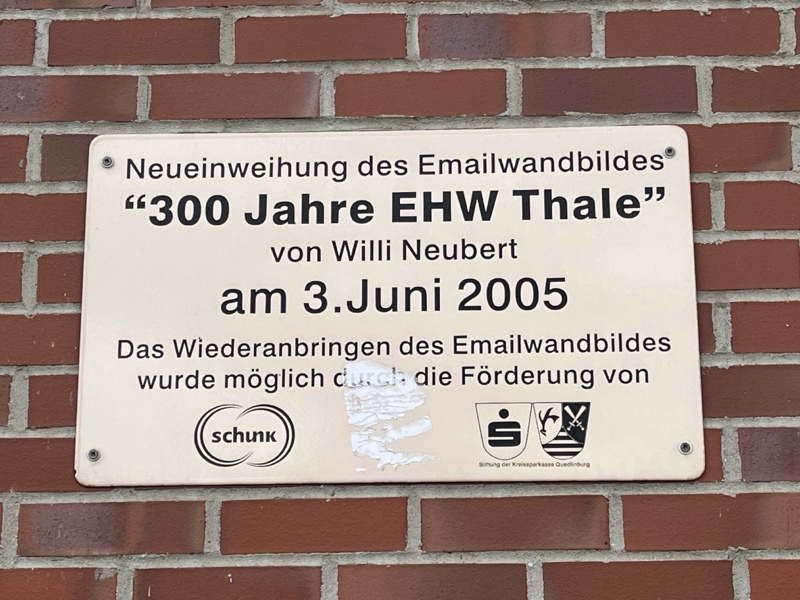 Neueinweihung des Emailwandbildes
“300 Jahre EHW Thale”
von Willi Neubert
am 3.Juni 2005
Das Wiederanbringen des Emailwandbildes
wurde möglich durch die Förderung von
schunk
Stiftung der Kreissparkasse Quedlinburg